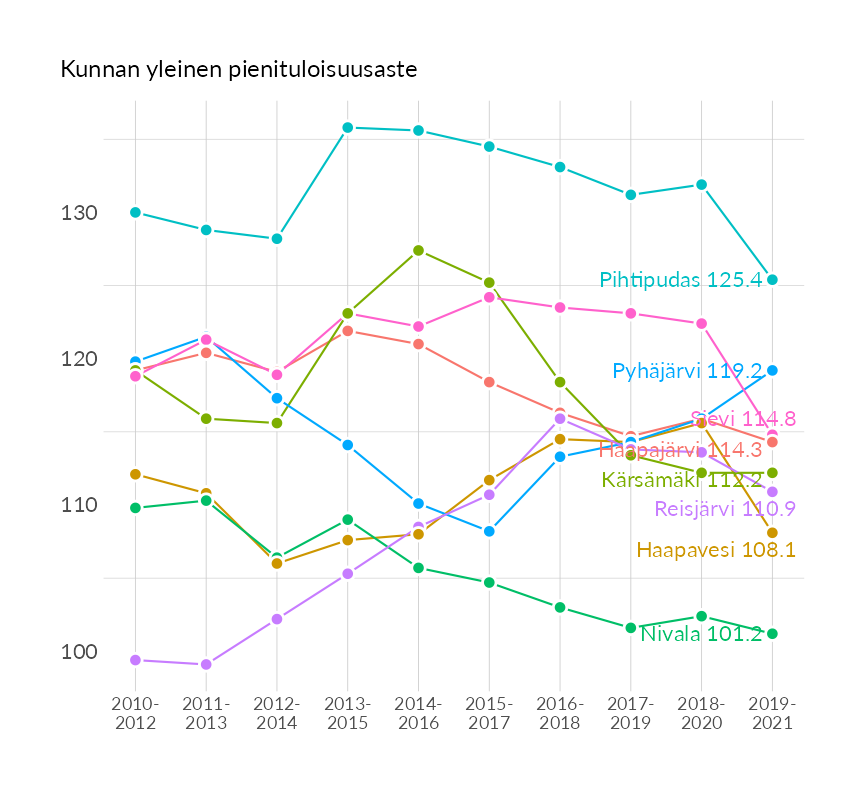 Kunnan yleinen pienituloisuusaste
130
120
110
100
Pihtipudas 125.4
Pyhäjärvi 119.2
Sievi 114.8
Haapajärvi 114.3
Kärsämäki 112.2
Reisjärvi 110.9
Haapavesi 108.1
Nivala 101.2
2010-
2012
2011-
2013
2012-
2014
2013-
2015
2014-
2016
2015-
2017
2016-
2018
2017-
2019
2018-
2020
2019-
2021